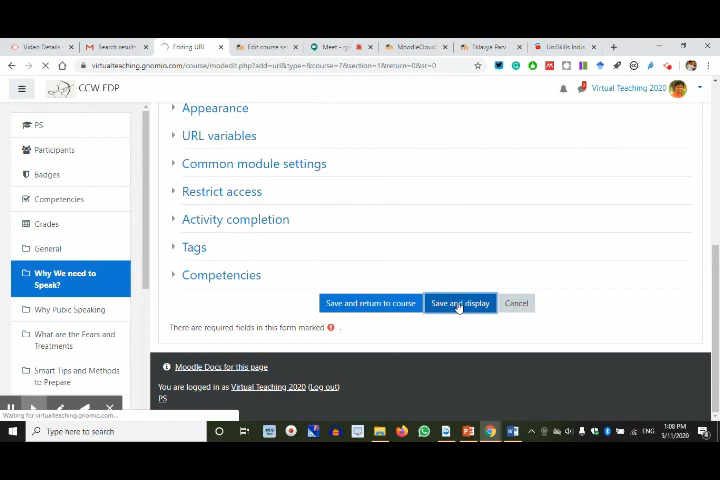 Video Details
Search results
Editing URL
Edit course se
Meet - ry
MoodleCloud
Eklavya Parv
UniSkills India
virtualteaching.gnomio.com/course/modedit.php?add=url&type=&course=7&section=1&return=0&sr=0
CCW FDP
Virtual Teaching 2020
PS
Participants
Badges
Competencies
Grades
General
Why We need to
Speak?
Why Pubic Speaking
What are the Fears and
Treatments
Smart Tips and Methods
to Prepare
Appearance
URL variables
Common module settings
Restrict access
Activity completion
Tags
Competencies
Save and return to course
Save and display
Cancel
There are required fields in this form marked .
Moodle Docs for this page
You are logged in as Virtual Teaching 2020 (Log out)
PS
Waiting for virtualteaching.gnomio.com...
Type here to search
ENG
1:08 PM
5/11/2020